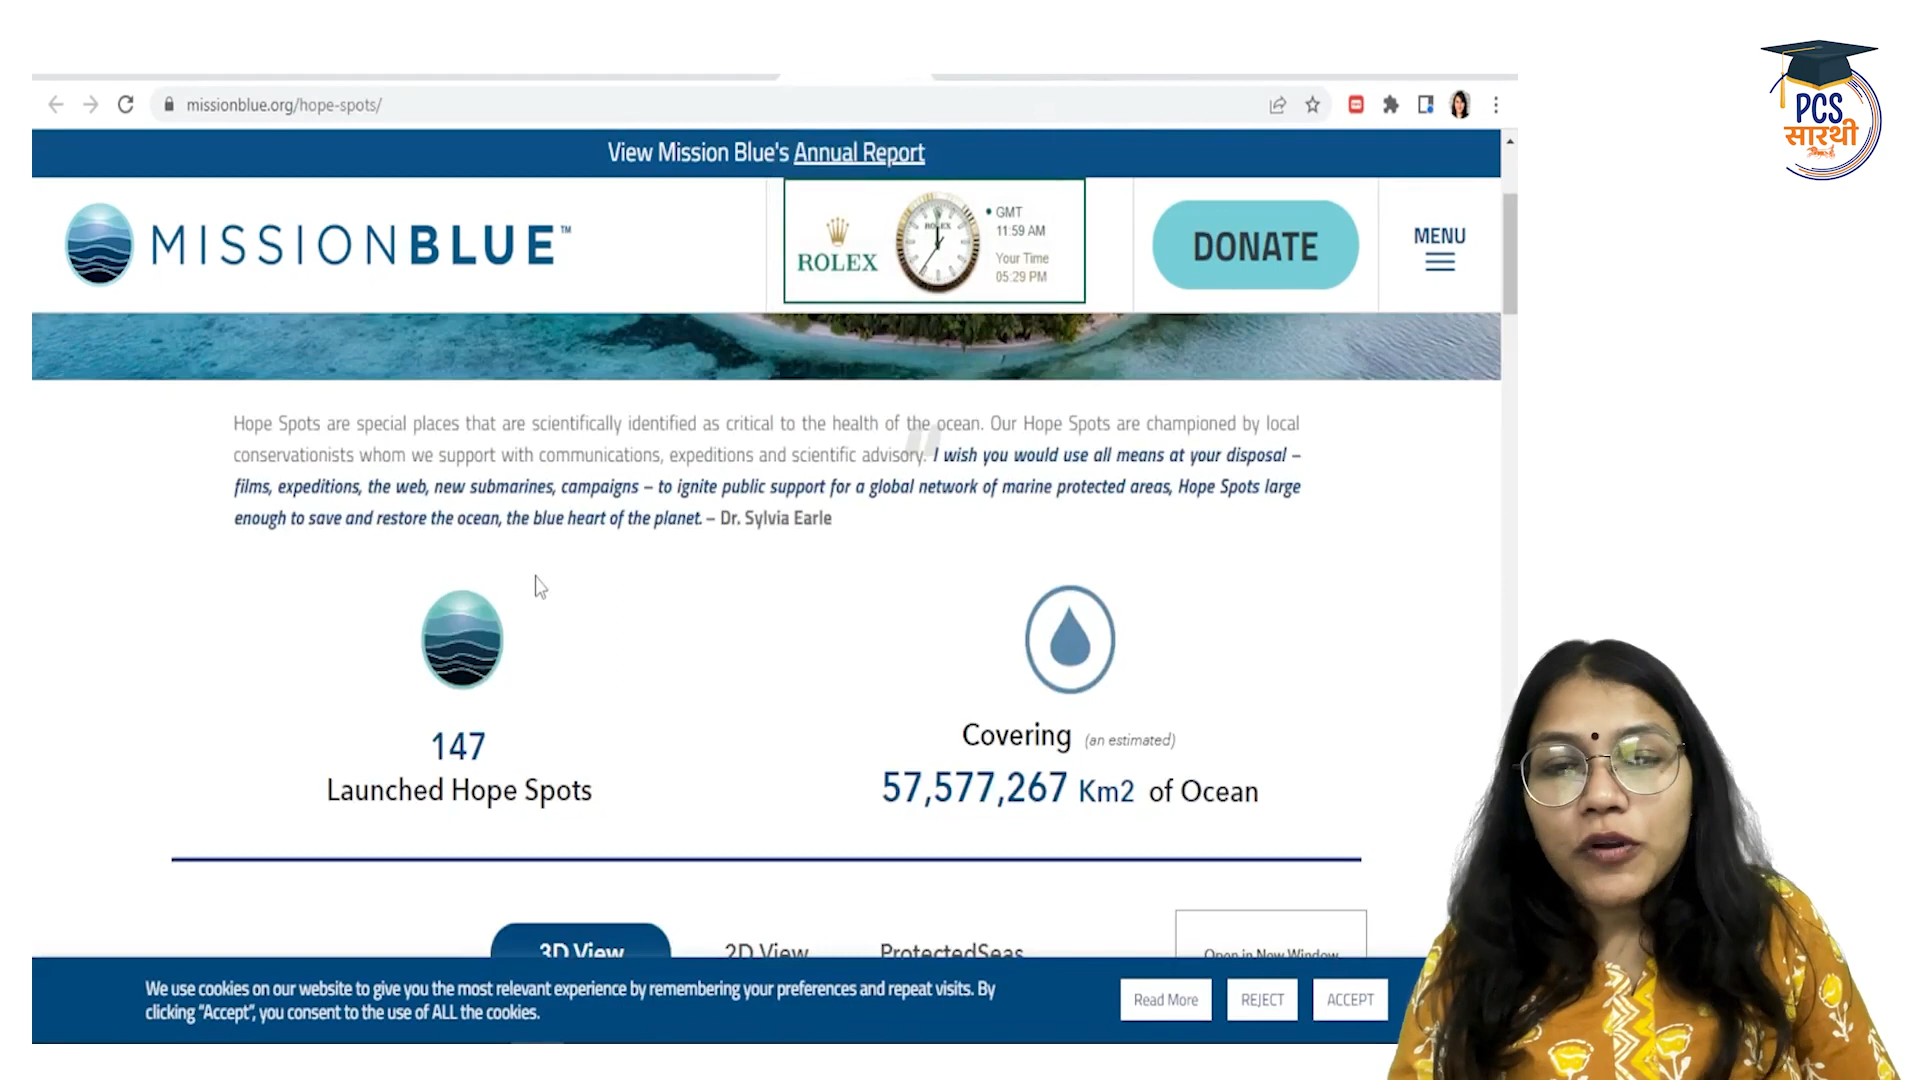 missionblue.org/hope-spots/
PCS
सारथी
View Mission Blue's Annual Report
MISSIONBLUE™
ROLEX
ROLEX
GMT
11:59 AM
Your Time
05:29 PM
DONATE
MENU
Hope Spots are special places that are scientifically identified as critical to the health of the ocean. Our Hope Spots are championed by local
conservationists whom we support with communications, expeditions and scientific advisory. I wish you would use all means at your disposal –
films, expeditions, the web, new submarines, campaigns – to ignite public support for a global network of marine protected areas, Hope Spots large
enough to save and restore the ocean, the blue heart of the planet. – Dr. Sylvia Earle
147
Launched Hope Spots
Covering (an estimated)
57,577,267 Km2 of Ocean
3D View
2D View
ProtectedSeas
Open in New Window
We use cookies on our website to give you the most relevant experience by remembering your preferences and repeat visits. By
clicking “Accept”, you consent to the use of ALL the cookies.
Read More
REJECT
ACCEPT